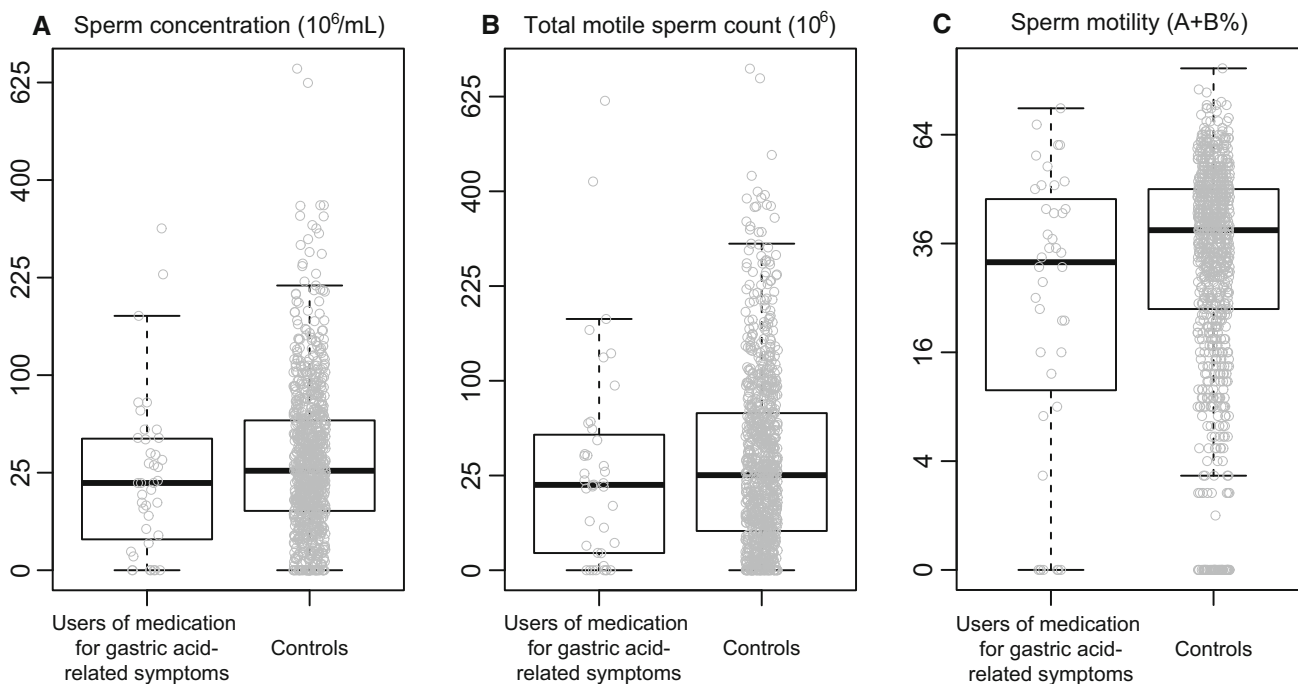 A Sperm concentration (10⁶/mL)
625
400
225
100
25
0
Users of medication
for gastric acid-
related symptoms
Controls
B Total motile sperm count (10⁶)
625
400
225
100
25
0
Users of medication
for gastric acid-
related symptoms
Controls
C Sperm motility (A+B%)
64
36
16
4
0
Users of medication
for gastric acid-
related symptoms
Controls